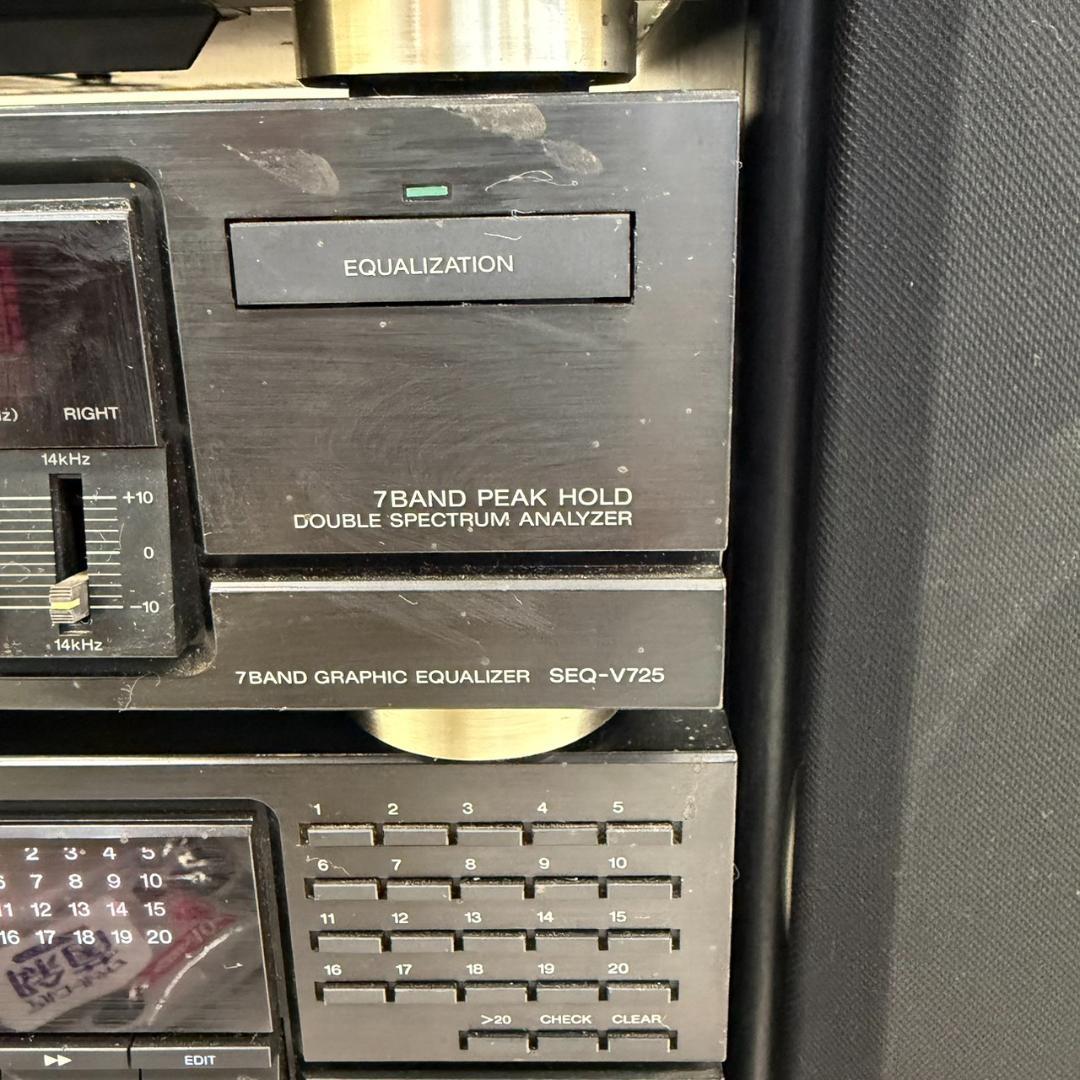 EQUALIZATION
RIGHT
14kHz
+10
0
−10
14kHz
7BAND PEAK HOLD
DOUBLE SPECTRUM ANALYZER
7BAND GRAPHIC EQUALIZER SEQ-V725
1 2 3 4 5
6 7 8 9 10
11 12 13 14 15
16 17 18 19 20
>20 CHECK CLEAR
2 3 4 5
6 7 8 9 10
11 12 13 14 15
16 17 18 19 20
EDIT